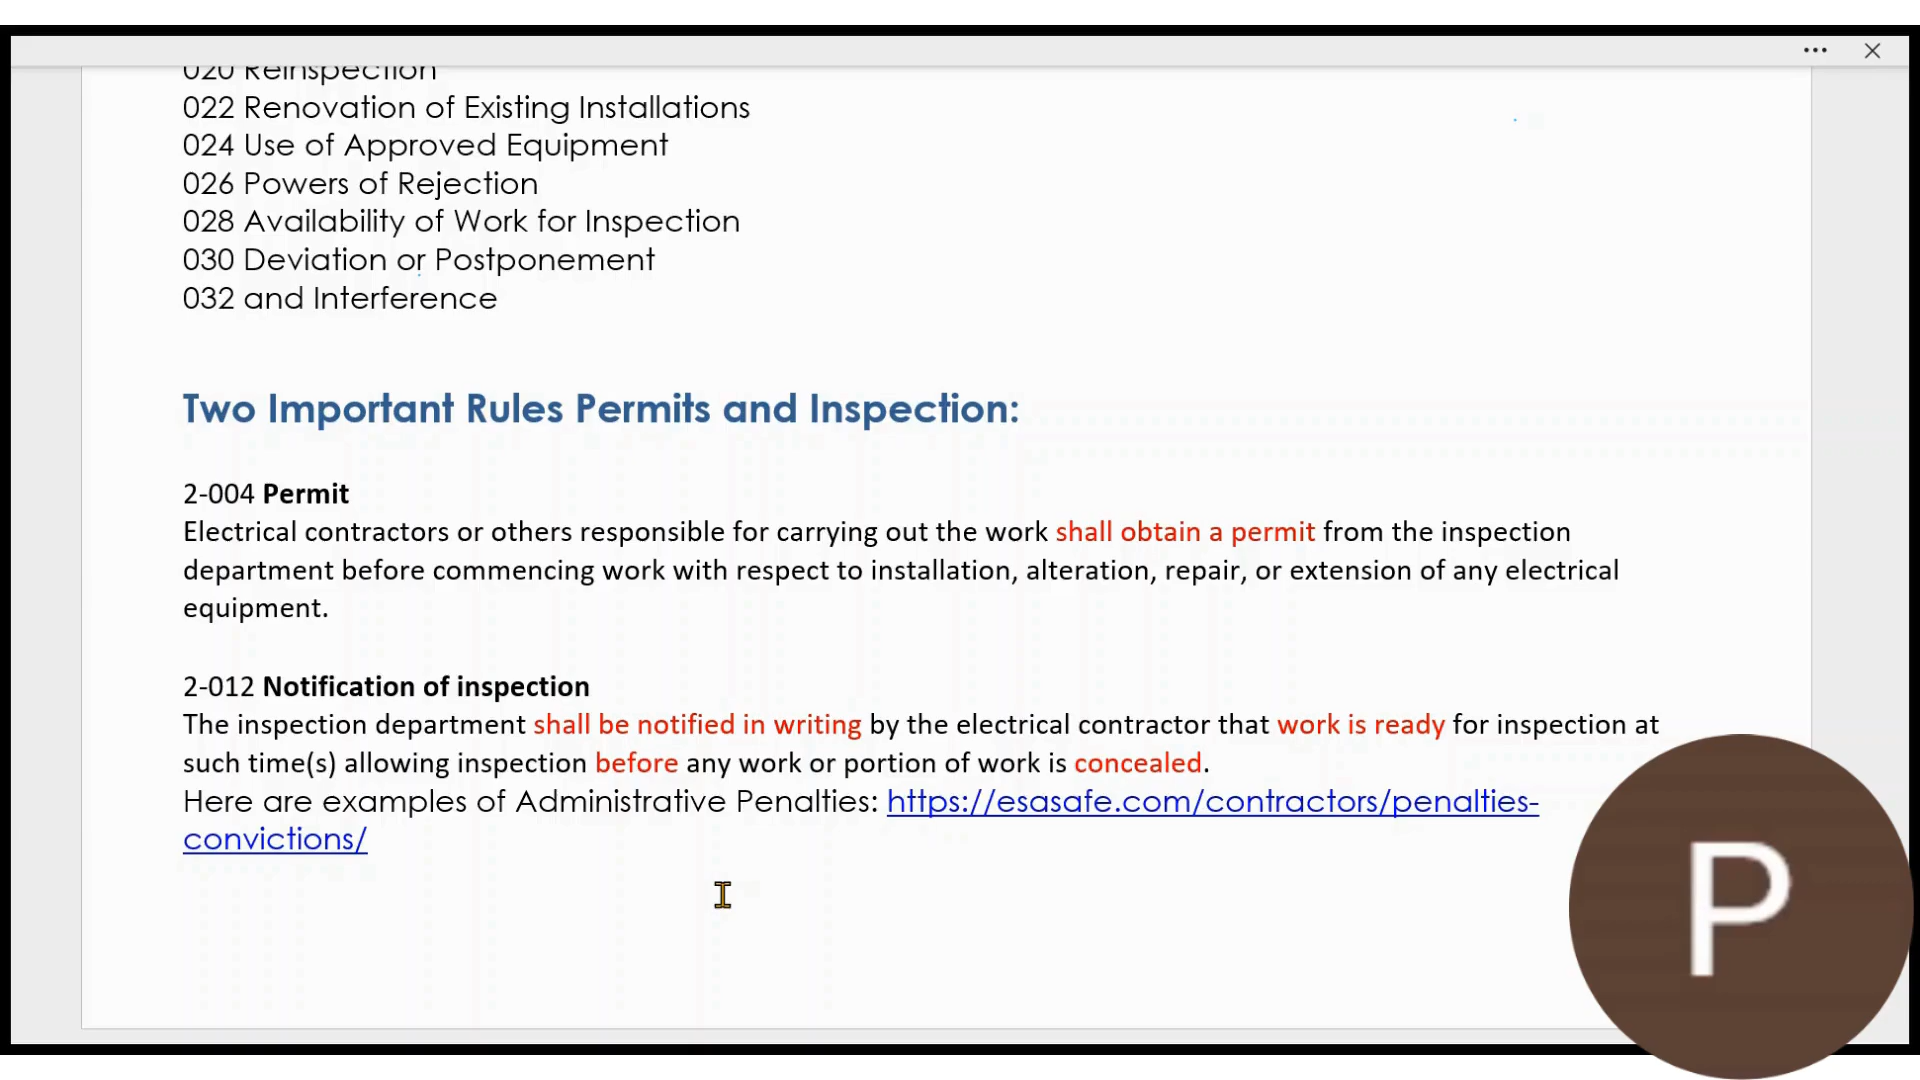 020 Reinspection
022 Renovation of Existing Installations
024 Use of Approved Equipment
026 Powers of Rejection
028 Availability of Work for Inspection
030 Deviation or Postponement
032 and Interference
Two Important Rules Permits and Inspection:
2-004 Permit
Electrical contractors or others responsible for carrying out the work shall obtain a permit from the inspection
department before commencing work with respect to installation, alteration, repair, or extension of any electrical
equipment.
2-012 Notification of inspection
The inspection department shall be notified in writing by the electrical contractor that work is ready for inspection at
such time(s) allowing inspection before any work or portion of work is concealed.
Here are examples of Administrative Penalties: https://esasafe.com/contractors/penalties-
convictions/
P